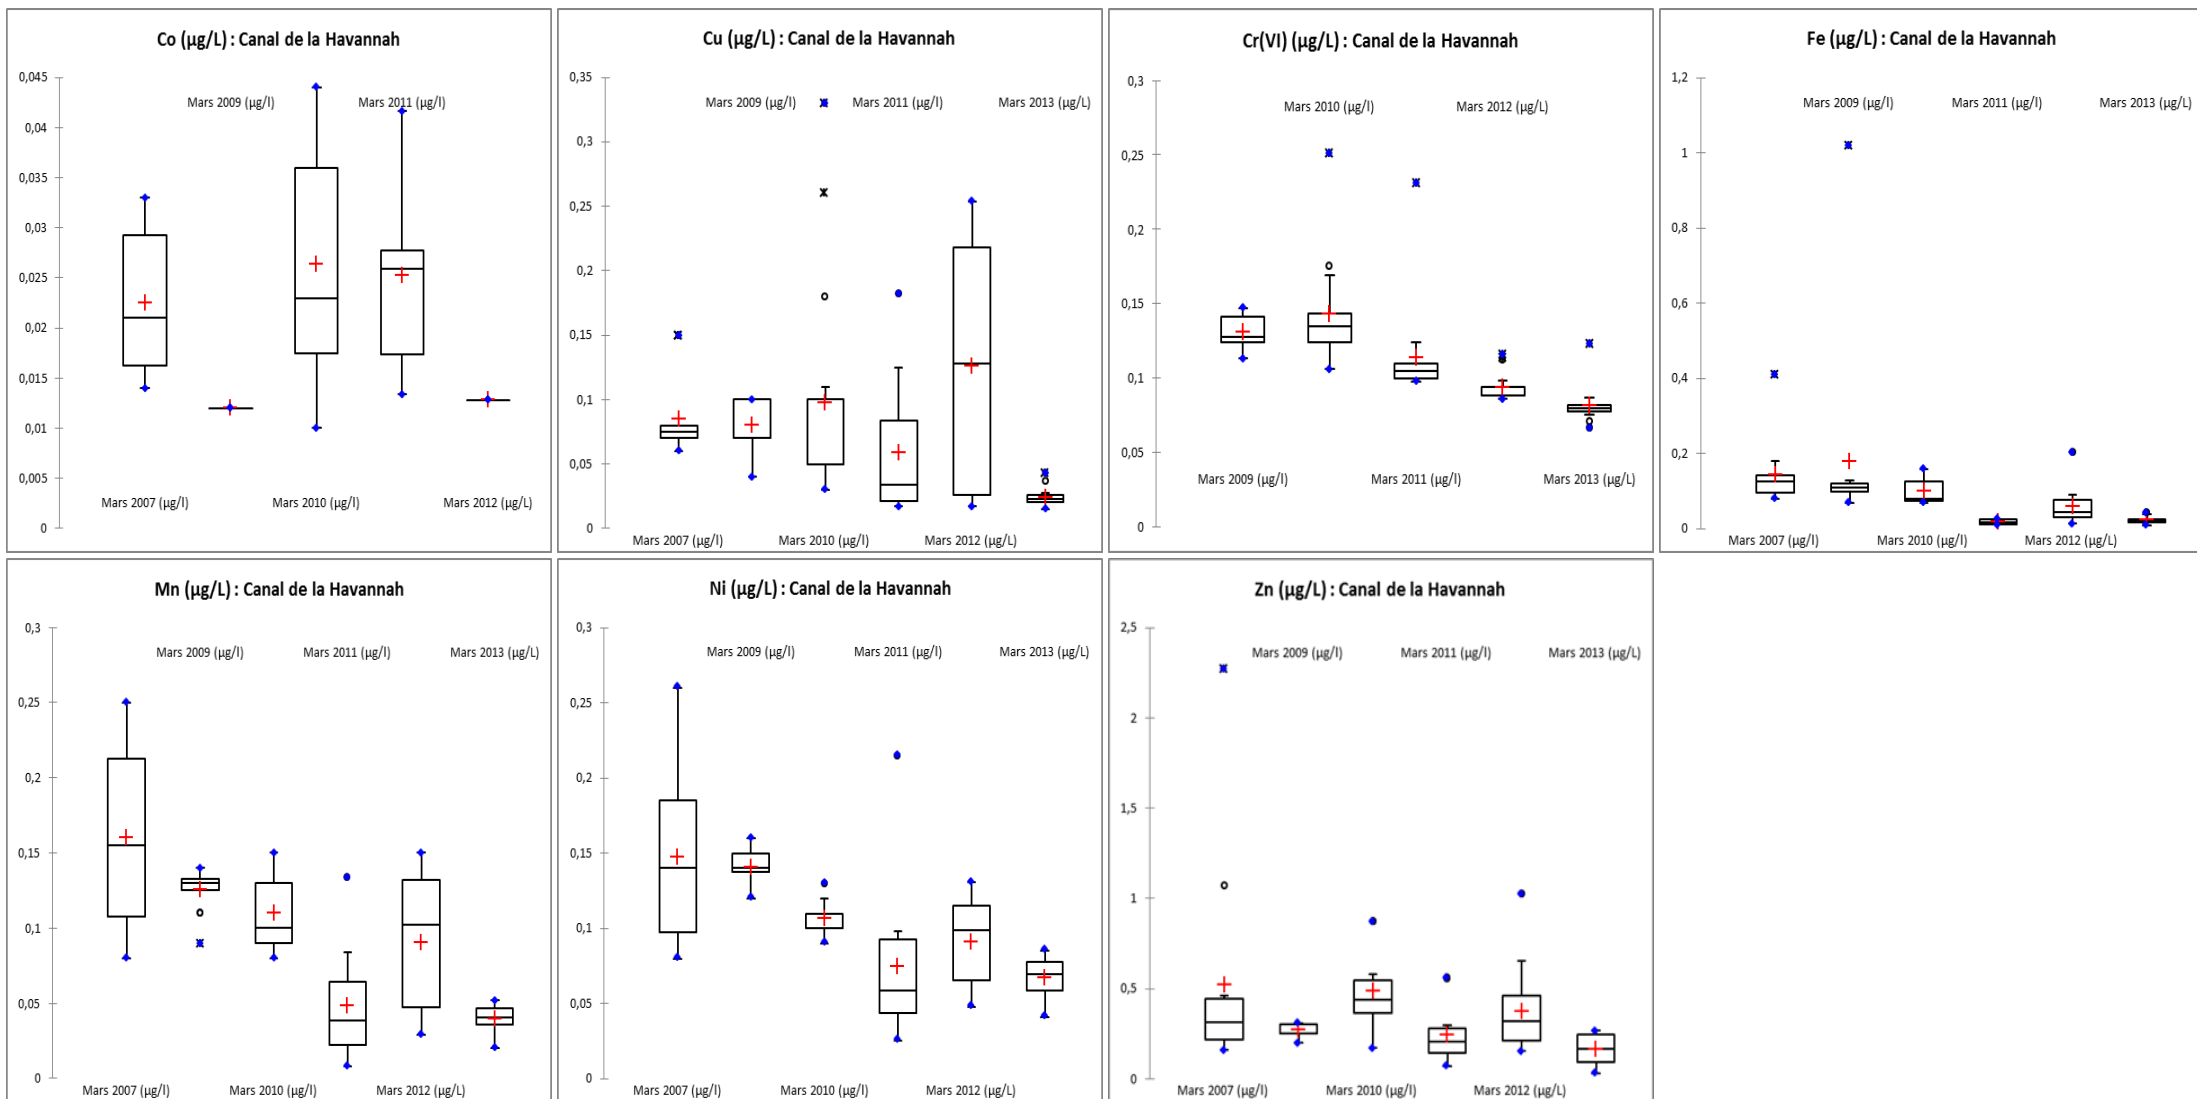 Co (µg/L) : Canal de la Havannah
0,045
Mars 2009 (µg/l)
Mars 2011 (µg/l)
0,04
0,035
0,03
0,025
0,02
0,015
0,01
0,005
Mars 2007 (µg/l)
Mars 2010 (µg/l)
Mars 2012 (µg/L)
0
Cu (µg/L) : Canal de la Havannah
0,35
Mars 2009 (µg/l)
Mars 2011 (µg/l)
Mars 2013 (µg/L)
0,3
0,25
0,2
0,15
0,1
0,05
0
Mars 2007 (µg/l)
Mars 2010 (µg/l)
Mars 2012 (µg/L)
Cr(VI) (µg/L) : Canal de la Havannah
0,3
Mars 2010 (µg/l)
Mars 2012 (µg/L)
0,25
0,2
0,15
0,1
0,05
Mars 2009 (µg/l)
Mars 2011 (µg/l)
Mars 2013 (µg/L)
0
Fe (µg/L) : Canal de la Havannah
1,2
Mars 2009 (µg/l)
Mars 2011 (µg/l)
Mars 2013 (µg/L)
1
0,8
0,6
0,4
0,2
0
Mars 2007 (µg/l)
Mars 2010 (µg/l)
Mars 2012 (µg/L)
Mn (µg/L) : Canal de la Havannah
0,3
Mars 2009 (µg/l)
Mars 2011 (µg/l)
Mars 2013 (µg/L)
0,25
0,2
0,15
0,1
0,05
0
Mars 2007 (µg/l)
Mars 2010 (µg/l)
Mars 2012 (µg/L)
Ni (µg/L) : Canal de la Havannah
0,3
Mars 2009 (µg/l)
Mars 2011 (µg/l)
Mars 2013 (µg/L)
0,25
0,2
0,15
0,1
0,05
0
Mars 2007 (µg/l)
Mars 2010 (µg/l)
Mars 2012 (µg/L)
Zn (µg/L) : Canal de la Havannah
2,5
Mars 2009 (µg/l)
Mars 2011 (µg/l)
Mars 2013 (µg/L)
2
1,5
1
0,5
0
Mars 2007 (µg/l)
Mars 2010 (µg/l)
Mars 2012 (µg/L)